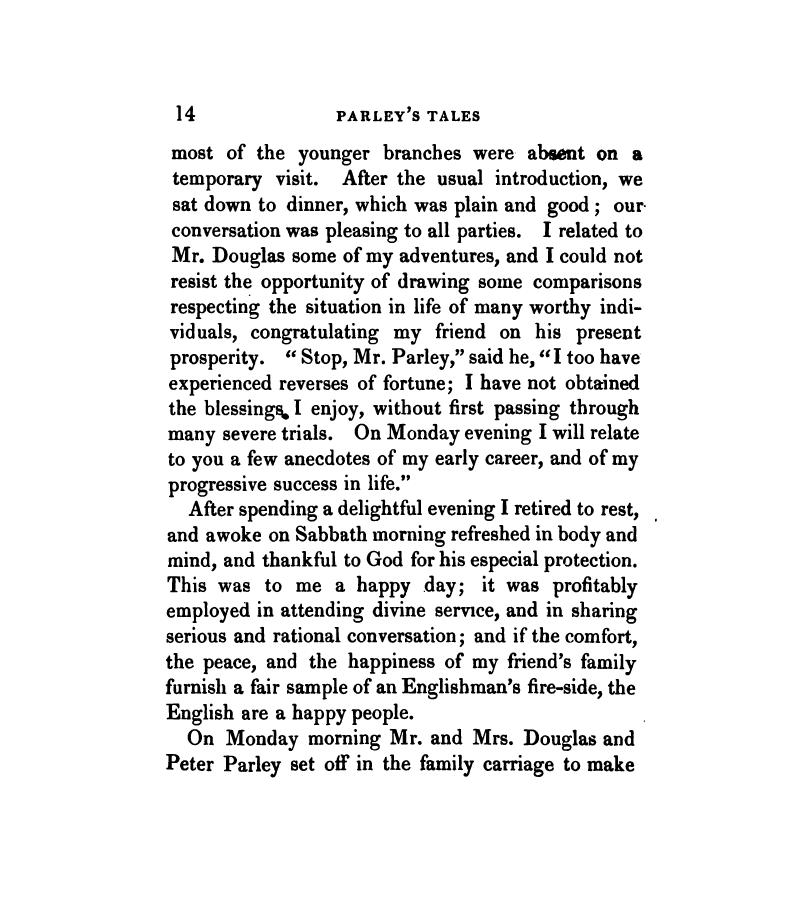 14 PARLEY'S TALES
most of the younger branches were absent on a
temporary visit. After the usual introduction, we
sat down to dinner, which was plain and good; our
conversation was pleasing to all parties. I related to
Mr. Douglas some of my adventures, and I could not
resist the opportunity of drawing some comparisons
respecting the situation in life of many worthy indi-
viduals, congratulating my friend on his present
prosperity. "Stop, Mr. Parley," said he, "I too have
experienced reverses of fortune; I have not obtained
the blessings I enjoy, without first passing through
many severe trials. On Monday evening I will relate
to you a few anecdotes of my early career, and of my
progressive success in life."
After spending a delightful evening I retired to rest,
and awoke on Sabbath morning refreshed in body and
mind, and thankful to God for his especial protection.
This was to me a happy day; it was profitably
employed in attending divine service, and in sharing
serious and rational conversation; and if the comfort,
the peace, and the happiness of my friend's family
furnish a fair sample of an Englishman's fire-side, the
English are a happy people.
On Monday morning Mr. and Mrs. Douglas and
Peter Parley set off in the family carriage to make